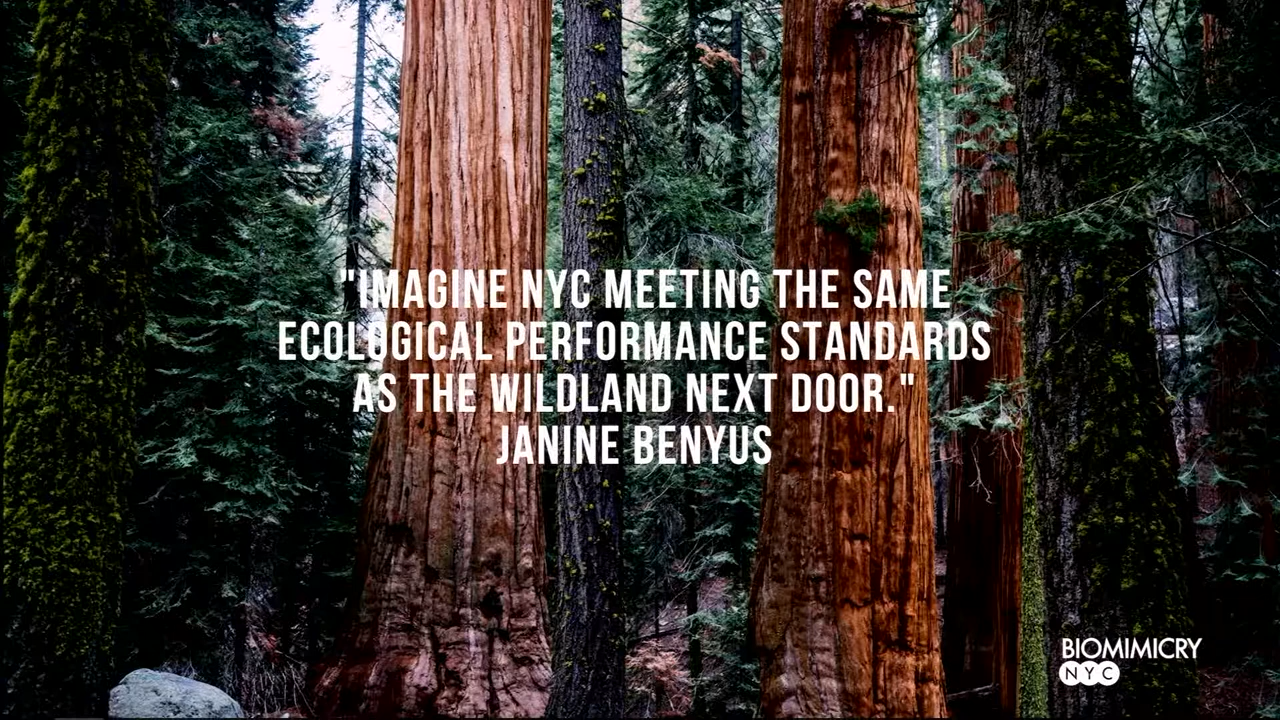 "IMAGINE NYC MEETING THE SAME
ECOLOGICAL PERFORMANCE STANDARDS
AS THE WILDLAND NEXT DOOR."
JANINE BENYUS
BIOMIMICRY
NYC